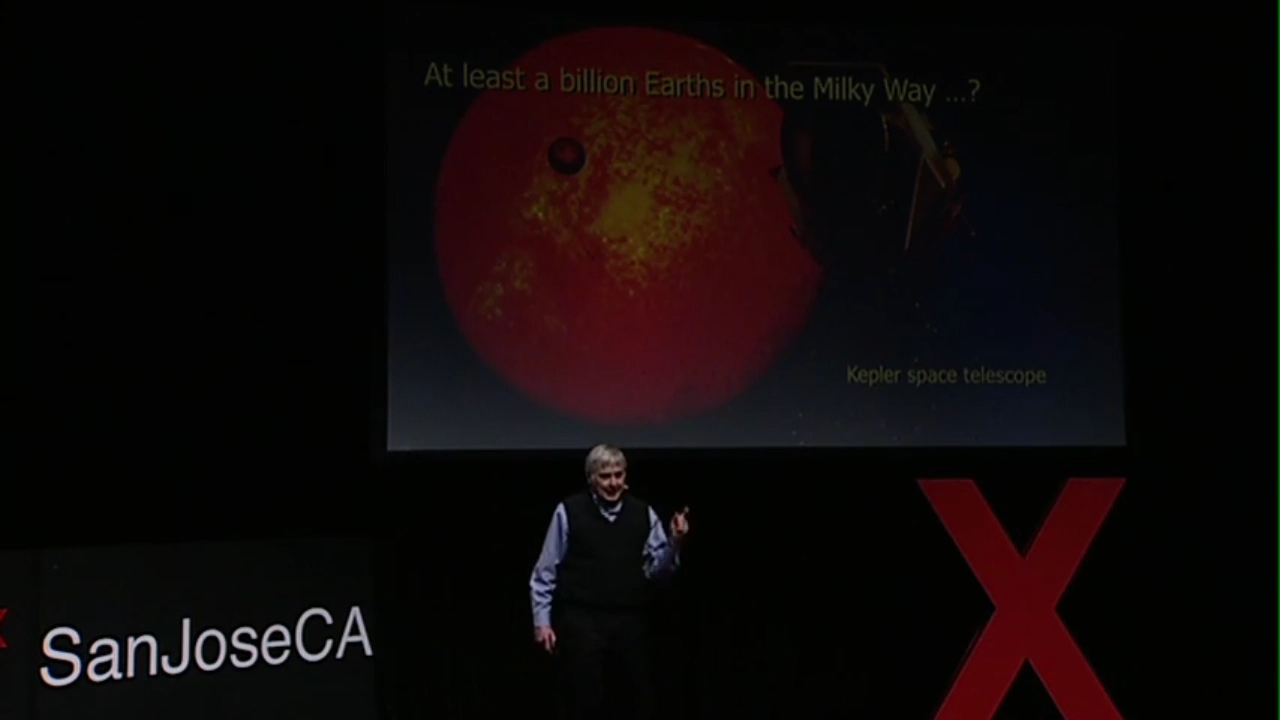 At least a billion Earths in the Milky Way ...?
Kepler space telescope
X
x SanJoseCA